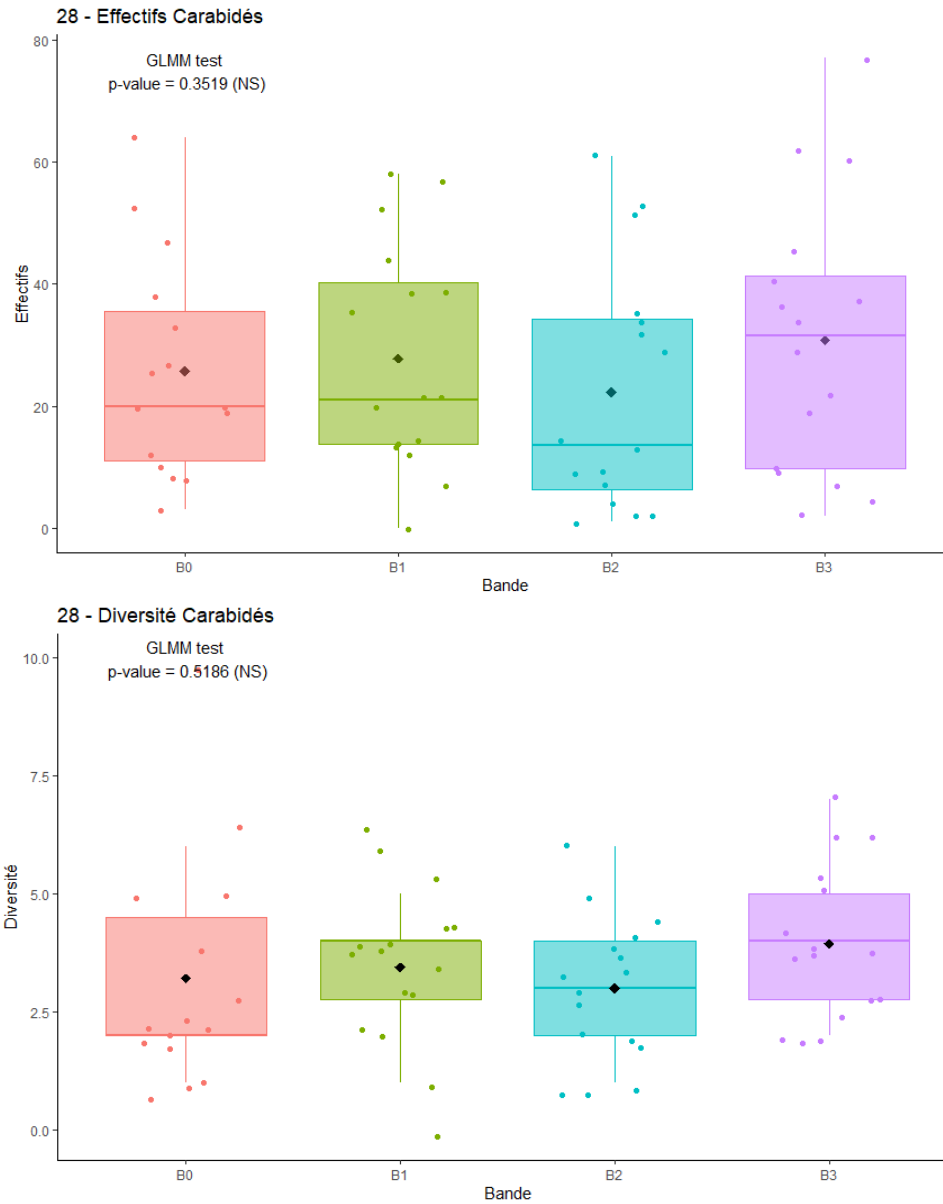 28 - Effectifs Carabidés
GLMM test
p-value = 0.3519 (NS)
80
60
40
20
0
Effectifs
B0 B1 B2 B3
Bande
28 - Diversité Carabidés
GLMM test
p-value = 0.5186 (NS)
10.0
7.5
5.0
2.5
0.0
Diversité
B0 B1 B2 B3
Bande